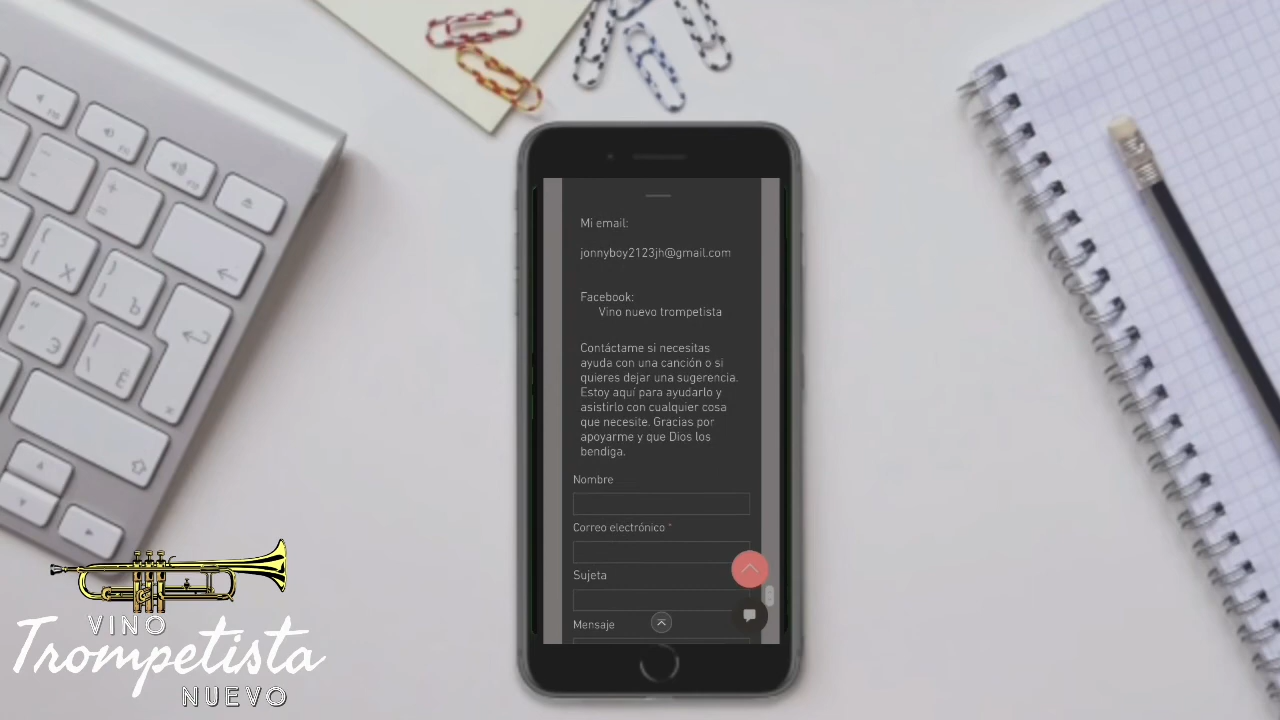 Mi email:
jonnyboy2123jh@gmail.com
Facebook:
Vino nuevo trompetista
Contáctame si necesitas
ayuda con una canción o si
quieres dejar una sugerencia.
Estoy aquí para ayudarlo y
asistirlo con cualquier cosa
que necesite. Gracias por
apoyarme y que Dios los
bendiga.
Nombre
Correo electrónico *
Sujeta
Mensaje
VINO
Trompetista
NUEVO